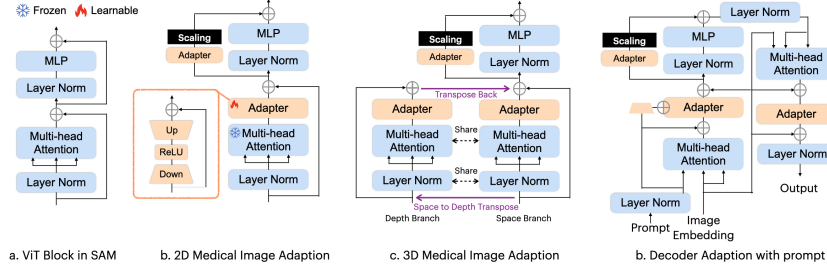 Frozen
Learnable
MLP
Layer Norm
Multi-head
Attention
Layer Norm
a. ViT Block in SAM
Scaling
Adapter
MLP
Layer Norm
Adapter
Multi-head
Attention
Layer Norm
Up
ReLU
Down
b. 2D Medical Image Adaption
Scaling
Adapter
MLP
Layer Norm
Transpose Back
Adapter
Adapter
Multi-head
Attention
Share
Multi-head
Attention
Layer Norm
Share
Layer Norm
Space to Depth Transpose
Depth Branch
Space Branch
c. 3D Medical Image Adaption
Layer Norm
Scaling
Adapter
MLP
Layer Norm
Multi-head
Attention
Adapter
Adapter
Multi-head
Attention
Layer Norm
Layer Norm
Prompt
Image
Embedding
Output
b. Decoder Adaption with prompt